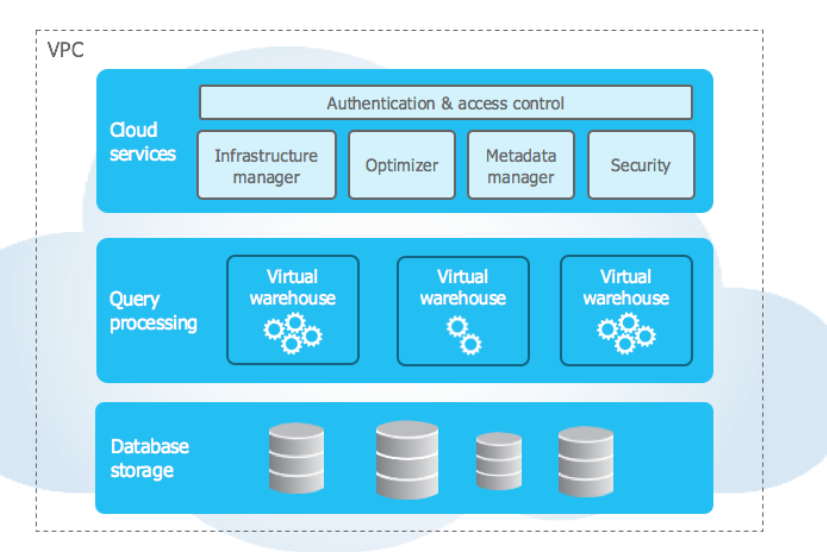 VPC
Cloud
services
Authentication & access control
Infrastructure
manager
Optimizer
Metadata
manager
Security
Query
processing
Virtual
warehouse
Virtual
warehouse
Virtual
warehouse
Database
storage